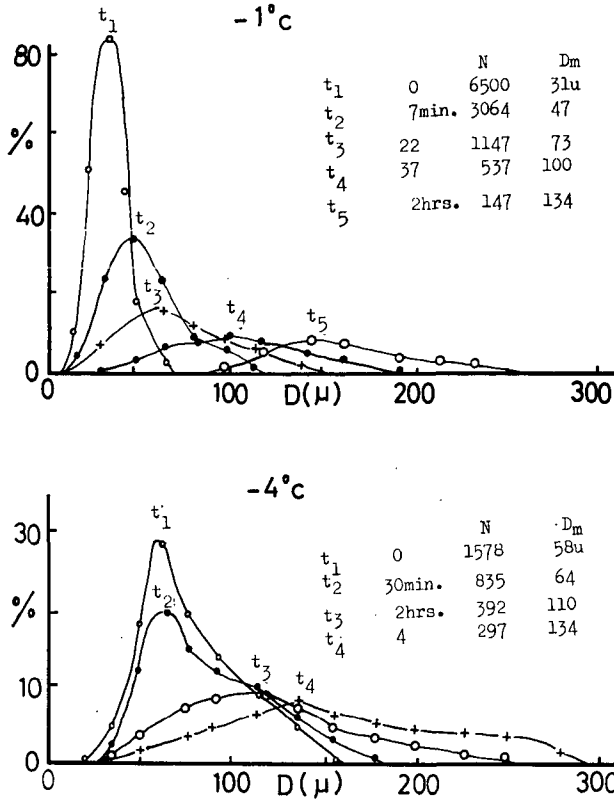 -1°c
t1
N Dm
t1 0 6500 31u
t2 7min. 3064 47
t3 22 1147 73
t4 37 537 100
t5 2hrs. 147 134
80
%
40
0
t2
t3
t4
t5
0 100 200 300
D(µ)
-4°c
t1
N Dm
t1 0 1578 58u
t2 30min. 835 64
t3 2hrs. 392 110
t4 4 297 134
30
%
10
0
t2
t3
t4
0 100 200 300
D(µ)